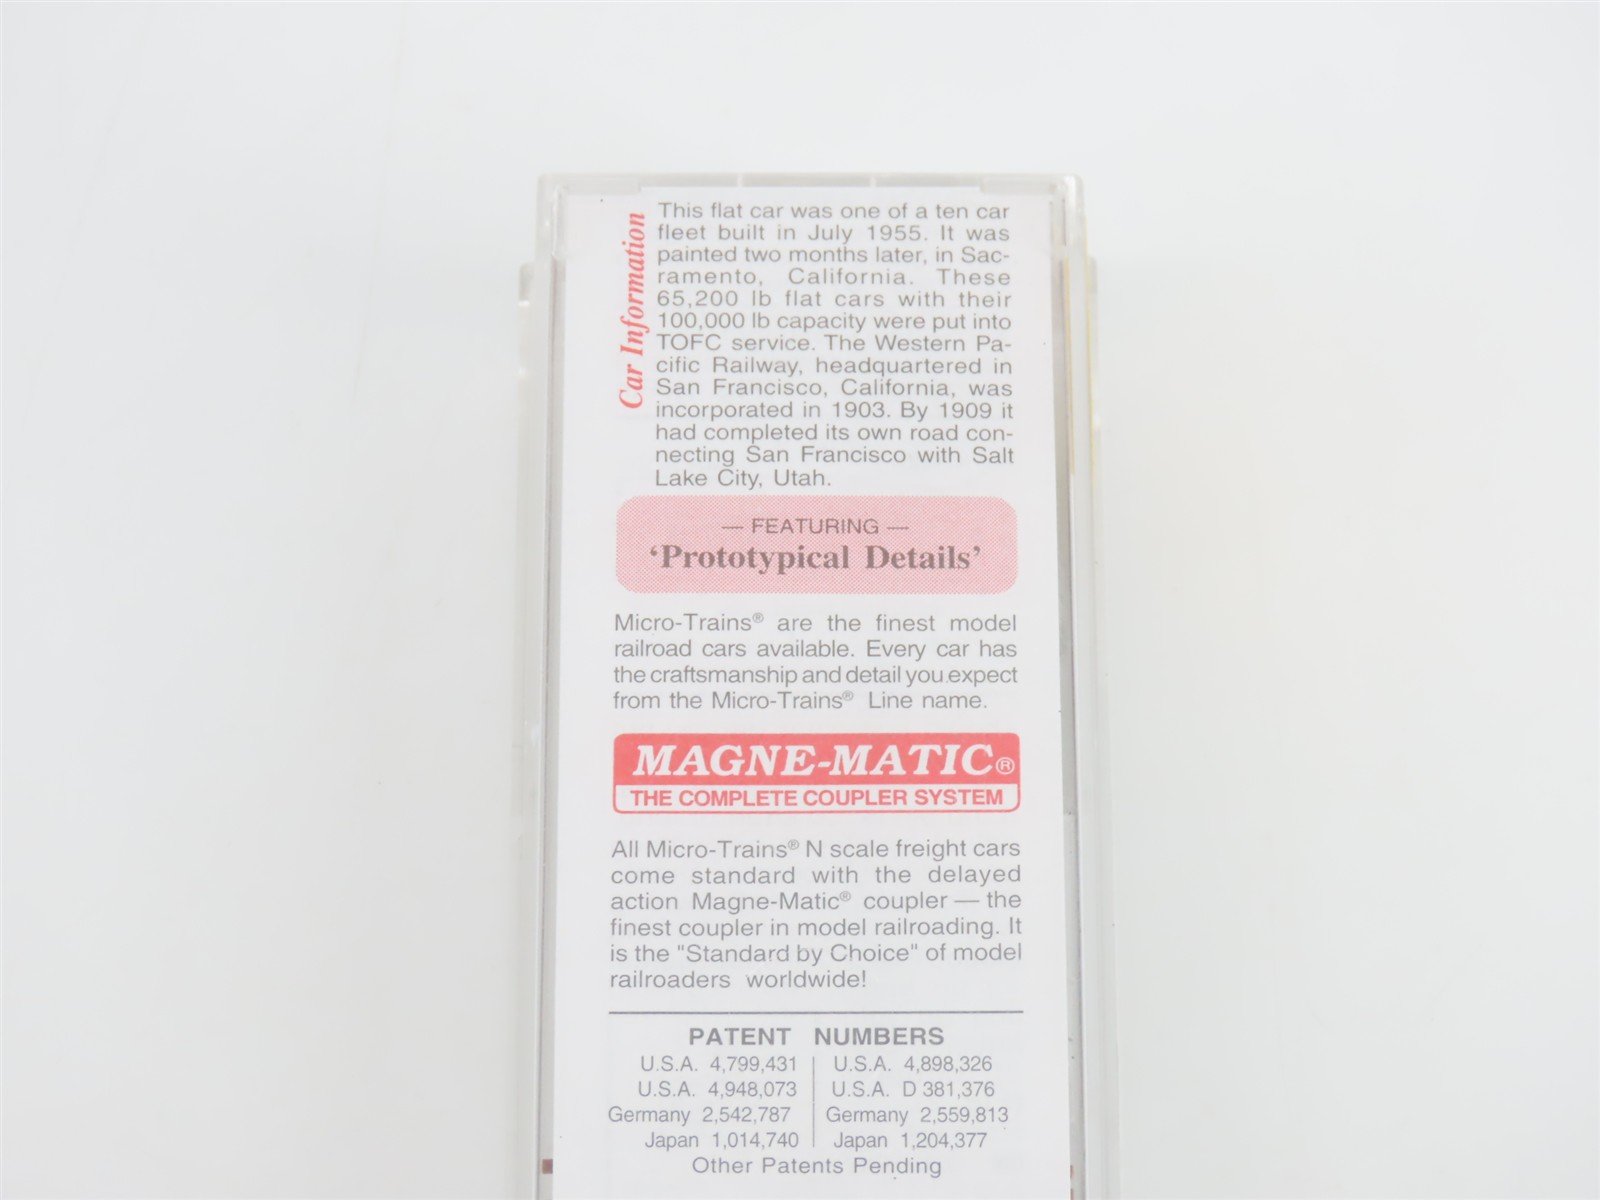 Car Information
This flat car was one of a ten car
fleet built in July 1955. It was
painted two months later, in Sac-
ramento, California. These
65,200 lb flat cars with their
100,000 lb capacity were put into
TOFC service. The Western Pa-
cific Railway, headquartered in
San Francisco, California, was
incorporated in 1903. By 1909 it
had completed its own road con-
necting San Francisco with Salt
Lake City, Utah.
— FEATURING —
‘Prototypical Details’
Micro-Trains® are the finest model
railroad cars available. Every car has
the craftsmanship and detail you expect
from the Micro-Trains® Line name.
MAGNE-MATIC®
THE COMPLETE COUPLER SYSTEM
All Micro-Trains® N scale freight cars
come standard with the delayed
action Magne-Matic® coupler — the
finest coupler in model railroading. It
is the "Standard by Choice" of model
railroaders worldwide!
PATENT NUMBERS
U.S.A. 4,799,431 | U.S.A. 4,898,326
U.S.A. 4,948,073 | U.S.A. D 381,376
Germany 2,542,787 | Germany 2,559,813
Japan 1,014,740 | Japan 1,204,377
Other Patents Pending